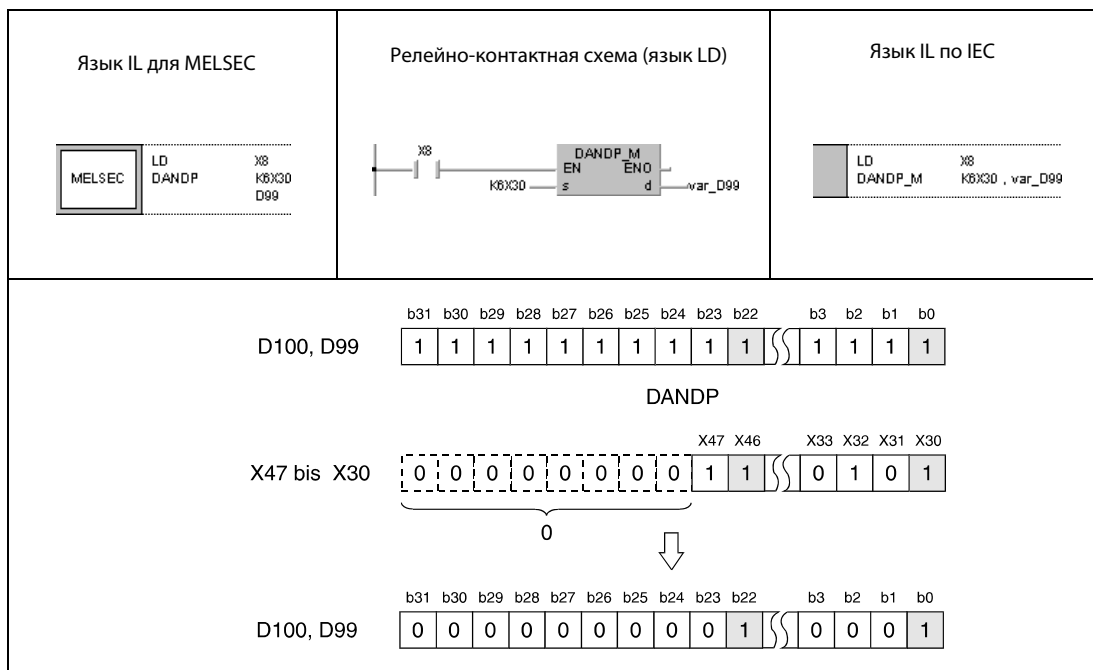 Язык IL для MELSEC
Релейно-контактная схема (язык LD)
Язык IL по IEC
MELSEC
LD X8
DANDP K6X30
D99
X8
DANDP_M
EN ENO
K6X30 s d var_D99
LD X8
DANDP_M K6X30 , var_D99
b31 b30 b29 b28 b27 b26 b25 b24 b23 b22 b3 b2 b1 b0
D100, D99 1 1 1 1 1 1 1 1 1 1 1 1 1 1
DANDP
X47 X46 X33 X32 X31 X30
X47 bis X30 0 0 0 0 0 0 0 0 1 1 0 1 0 1
0
b31 b30 b29 b28 b27 b26 b25 b24 b23 b22 b3 b2 b1 b0
D100, D99 0 0 0 0 0 0 0 0 0 1 0 0 0 1